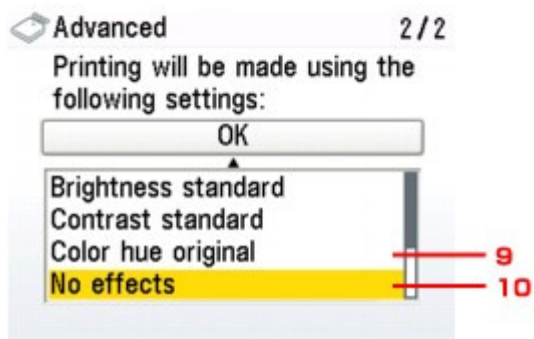 Advanced 2/2
Printing will be made using the
following settings:
OK
Brightness standard
Contrast standard
Color hue original 9
No effects 10